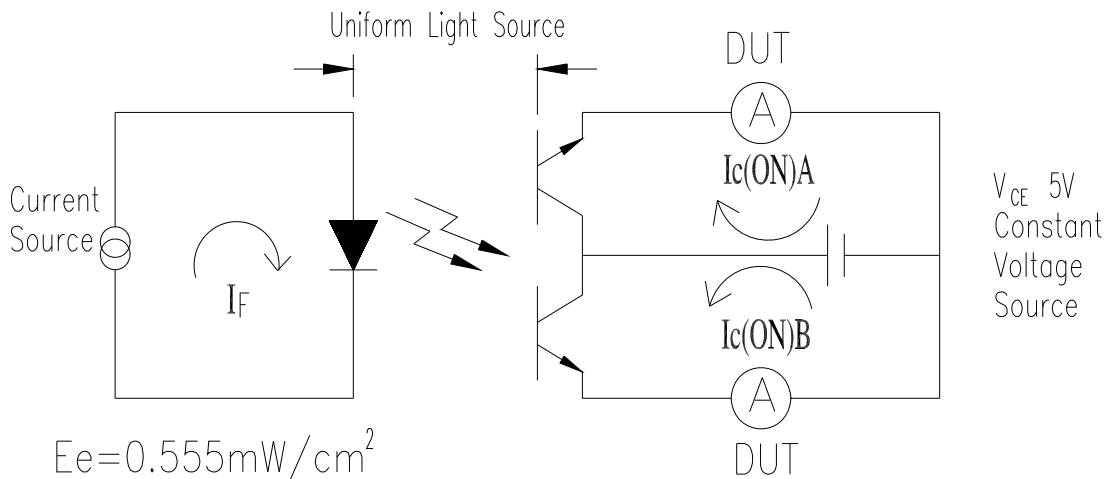 Uniform Light Source
DUT
A
Ic(ON)A
Current
Source
IF
VCE 5V
Constant
Voltage
Source
Ic(ON)B
A
DUT
Ee=0.555mW/cm²